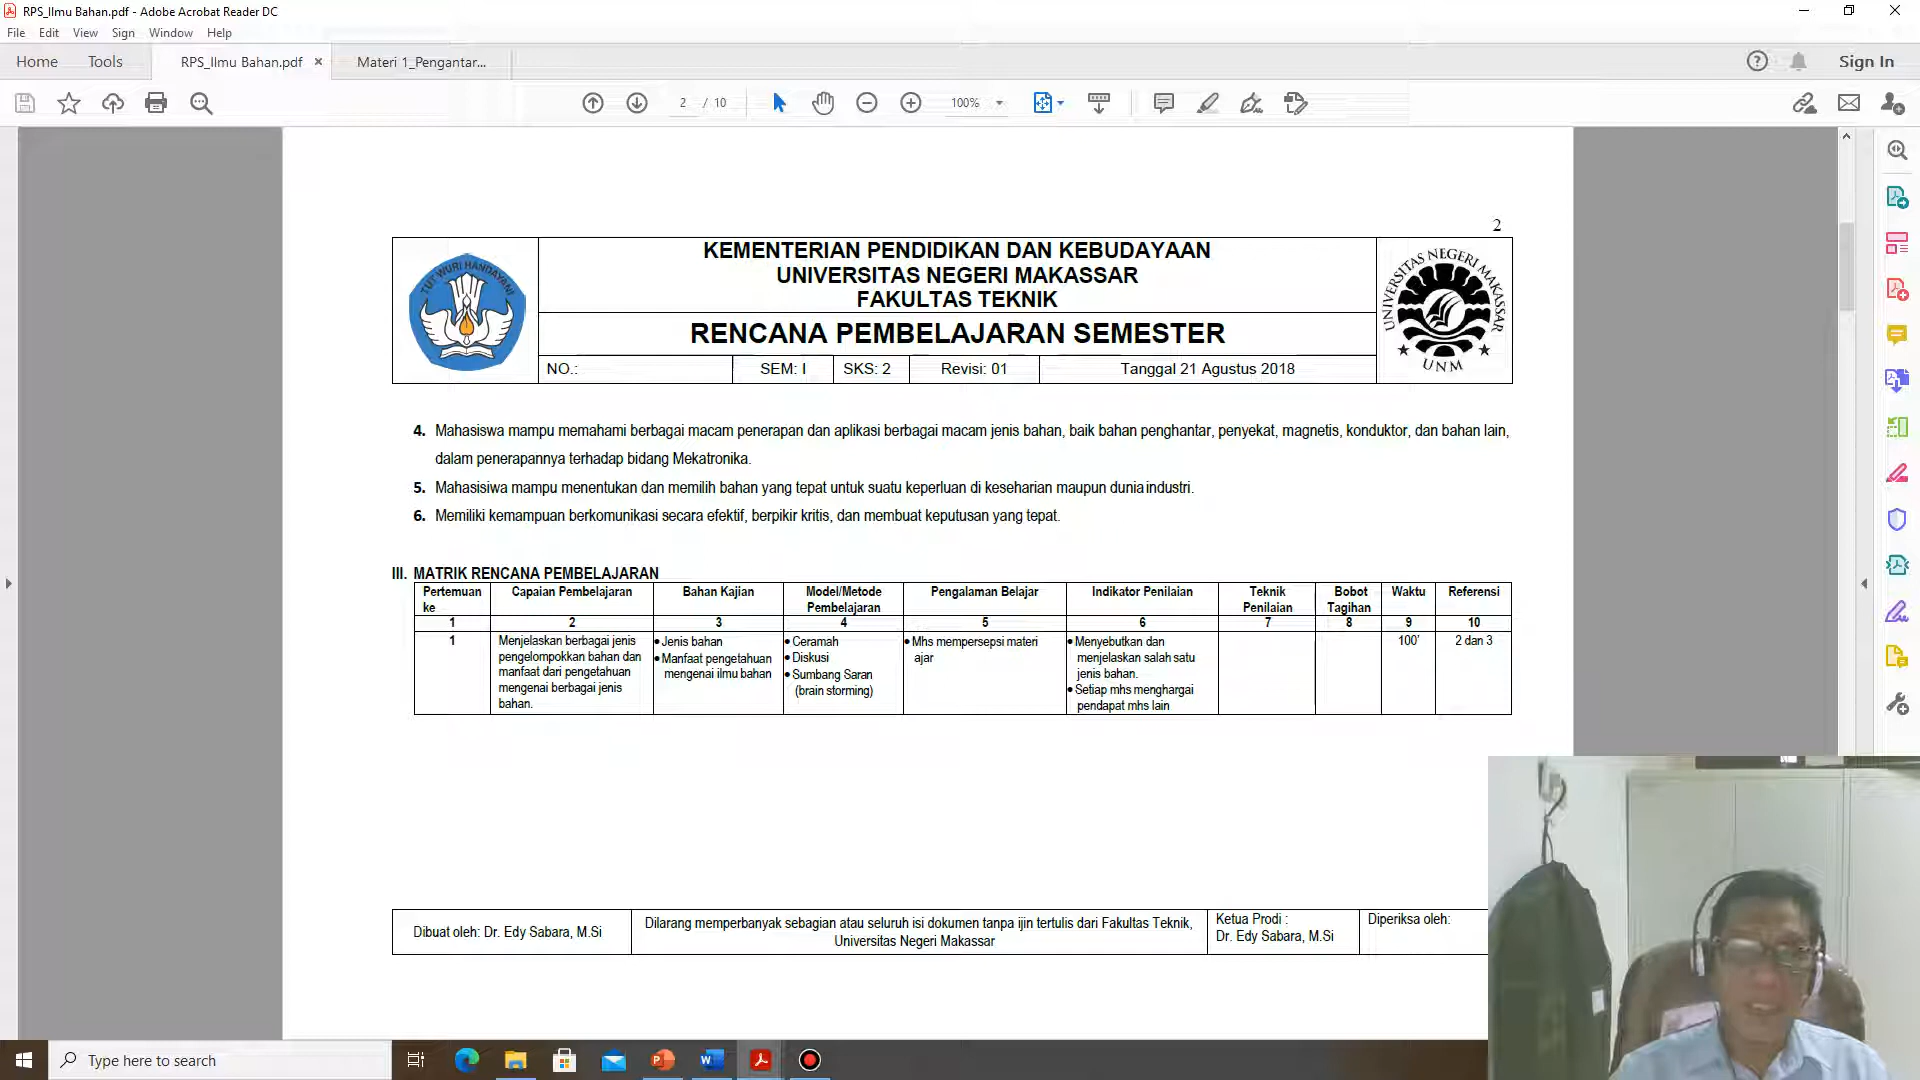 RPS_Ilmu Bahan.pdf - Adobe Acrobat Reader DC
File Edit View Sign Window Help
Home Tools RPS_Ilmu Bahan.pdf × Materi 1_Pengantar... Sign In
2 / 10 100%
2
TUT WURI HANDAYANI
KEMENTERIAN PENDIDIKAN DAN KEBUDAYAAN
UNIVERSITAS NEGERI MAKASSAR
FAKULTAS TEKNIK
RENCANA PEMBELAJARAN SEMESTER
NO.: SEM: I SKS: 2 Revisi: 01 Tanggal 21 Agustus 2018
UNIVERSITAS NEGERI MAKASSAR
UNM
4. Mahasiswa mampu memahami berbagai macam penerapan dan aplikasi berbagai macam jenis bahan, baik bahan penghantar, penyekat, magnetis, konduktor, dan bahan lain,
dalam penerapannya terhadap bidang Mekatronika.
5. Mahasisiwa mampu menentukan dan memilih bahan yang tepat untuk suatu keperluan di keseharian maupun dunia industri.
6. Memiliki kemampuan berkomunikasi secara efektif, berpikir kritis, dan membuat keputusan yang tepat.
III. MATRIK RENCANA PEMBELAJARAN
Pertemuan ke
Capaian Pembelajaran
Bahan Kajian
Model/Metode Pembelajaran
Pengalaman Belajar
Indikator Penilaian
Teknik Penilaian
Bobot Tagihan
Waktu
Referensi
1 2 3 4 5 6 7 8 9 10
1
Menjelaskan berbagai jenis
pengelompokkan bahan dan
manfaat dari pengetahuan
mengenai berbagai jenis
bahan.
• Jenis bahan
• Manfaat pengetahuan
mengenai ilmu bahan
• Ceramah
• Diskusi
• Sumbang Saran
(brain storming)
• Mhs mempersepsi materi
ajar
• Menyebutkan dan
menjelaskan salah satu
jenis bahan.
• Setiap mhs menghargai
pendapat mhs lain
100'
2 dan 3
Dibuat oleh: Dr. Edy Sabara, M.Si
Dilarang memperbanyak sebagian atau seluruh isi dokumen tanpa ijin tertulis dari Fakultas Teknik,
Universitas Negeri Makassar
Ketua Prodi :
Dr. Edy Sabara, M.Si
Diperiksa oleh:
Type here to search